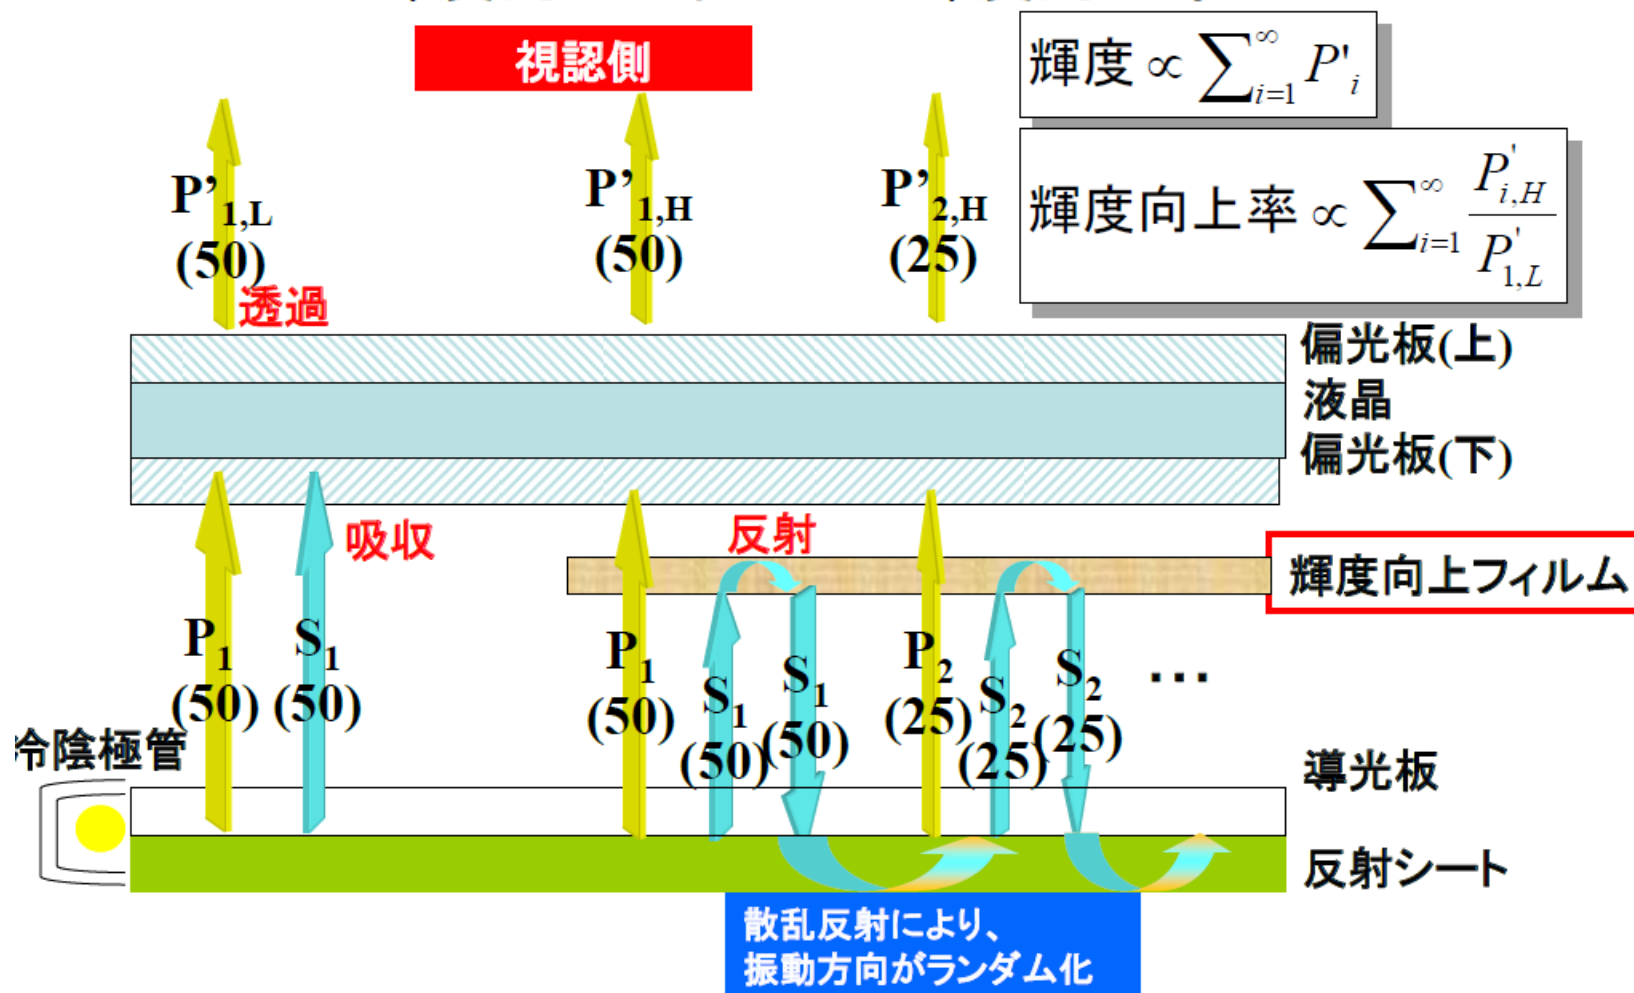 視認側
輝度 ∝ ∑_{i=1}^{∞} P'_i
輝度向上率 ∝ ∑_{i=1}^{∞} P'_{i,H} / P'_{1,L}
P’1,L
(50)
透過
P’1,H
(50)
P’2,H
(25)
偏光板(上)
液晶
偏光板(下)
吸収
反射
輝度向上フィルム
P1
(50)
S1
(50)
P1
(50)
S1
(50)
S1
(50)
P2
(25)
S2
(25)
S2
(25)
…
冷陰極管
導光板
反射シート
散乱反射により、
振動方向がランダム化